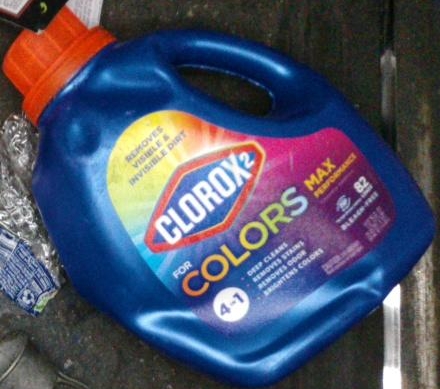 REMOVES
VISIBLE &
INVISIBLE DIRT
CLOROX2
FOR
COLORS
MAX
PERFORMANCE
82
BLEACH-FREE
4-in-1
DEEP CLEANS
REMOVES STAINS
REMOVES ODOR
BRIGHTENS COLORS